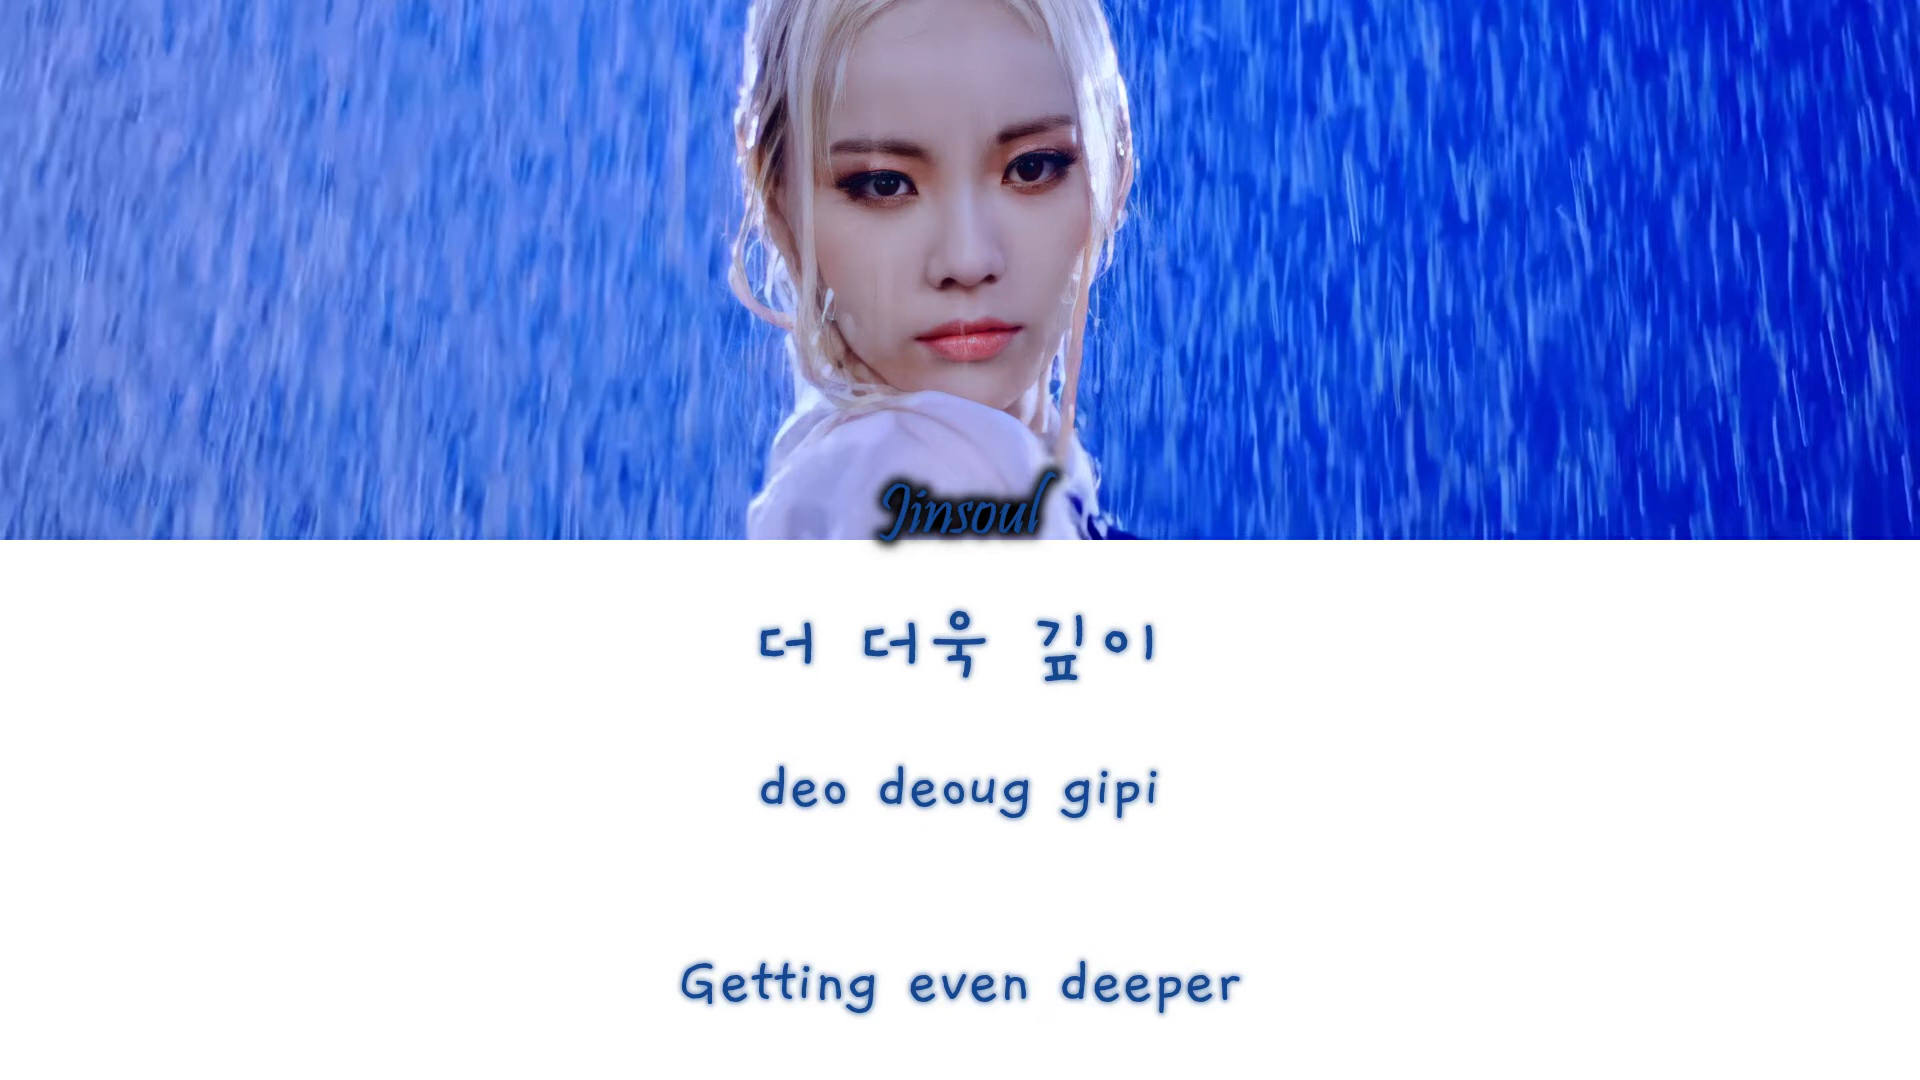 Jinsoul
더 더욱 깊이
deo deoug gipi
Getting even deeper